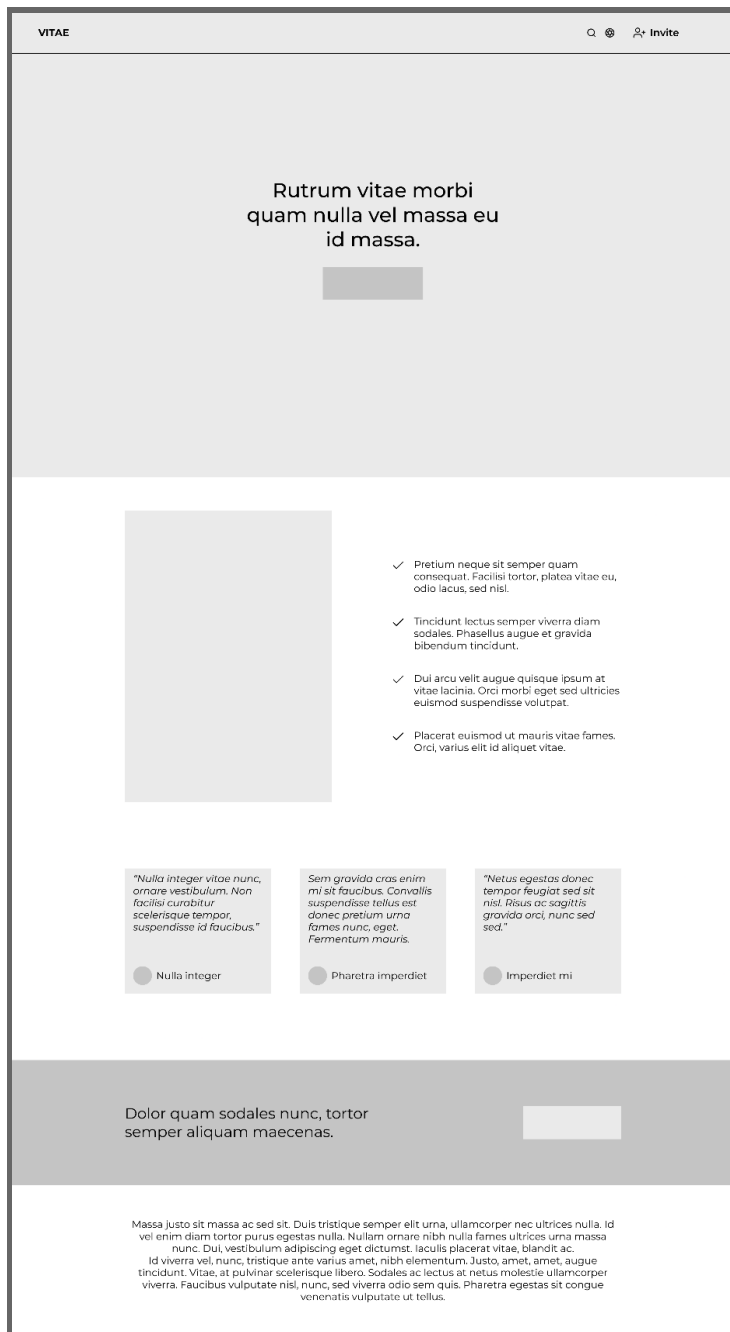 VITAE
Invite
Rutrum vitae morbi
quam nulla vel massa eu
id massa.
Pretium neque sit semper quam
consequat. Facilisi tortor, platea vitae eu,
odio lacus, sed nisl.
Tincidunt lectus semper viverra diam
sodales. Phasellus augue et gravida
bibendum tincidunt.
Dui arcu velit augue quisque ipsum at
vitae lacinia. Orci morbi eget sed ultricies
euismod suspendisse volutpat.
Placerat euismod ut mauris vitae fames.
Orci, varius elit id aliquet vitae.
“Nulla integer vitae nunc,
ornare vestibulum. Non
facilisi curabitur
scelerisque tempor,
suspendisse id faucibus.”
Nulla integer
Sem gravida cras enim
mi sit faucibus. Convallis
suspendisse tellus est
donec pretium urna
fames nunc, eget.
Fermentum mauris.
Pharetra imperdiet
“Netus egestas donec
tempor feugiat sed sit
nisl. Risus ac sagittis
gravida orci, nunc sed
sed.”
Imperdiet mi
Dolor quam sodales nunc, tortor
semper aliquam maecenas.
Massa justo sit massa ac sed sit. Duis tristique semper elit urna, ullamcorper nec ultrices nulla. Id
vel enim diam tortor purus egestas nulla. Nullam ornare nibh nulla fames ultrices urna massa
nunc. Dui, vestibulum adipiscing eget dictumst. Iaculis placerat vitae, blandit ac.
Id viverra vel, nunc, tristique ante varius amet, nibh elementum. Justo, amet, amet, augue
tincidunt. Vitae, at pulvinar scelerisque libero. Sodales ac lectus at netus molestie ullamcorper
viverra. Faucibus vulputate nisl, nunc, sed viverra odio sem quis. Pharetra egestas sit congue
venenatis vulputate ut tellus.